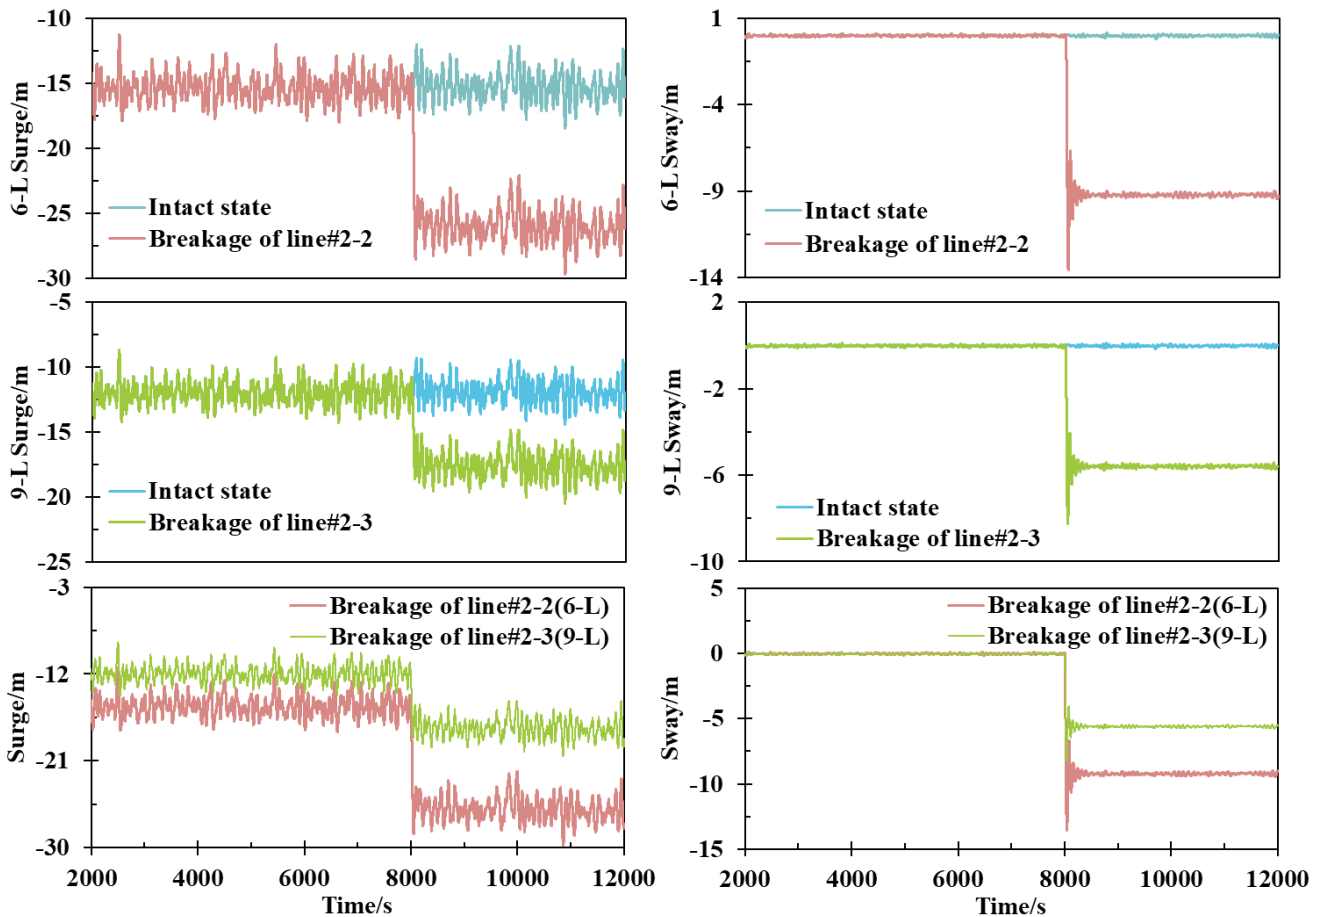 -10
-15
-20
-25
-30
6-L Surge/m
Intact state
Breakage of line#2-2
1
-4
-9
-14
6-L Sway/m
Intact state
Breakage of line#2-2
-5
-10
-15
-20
-25
9-L Surge/m
Intact state
Breakage of line#2-3
2
-2
-6
-10
9-L Sway/m
Intact state
Breakage of line#2-3
-3
-12
-21
-30
Surge/m
Breakage of line#2-2(6-L)
Breakage of line#2-3(9-L)
2000 4000 6000 8000 10000 12000
Time/s
5
0
-5
-10
-15
Sway/m
Breakage of line#2-2(6-L)
Breakage of line#2-3(9-L)
2000 4000 6000 8000 10000 12000
Time/s